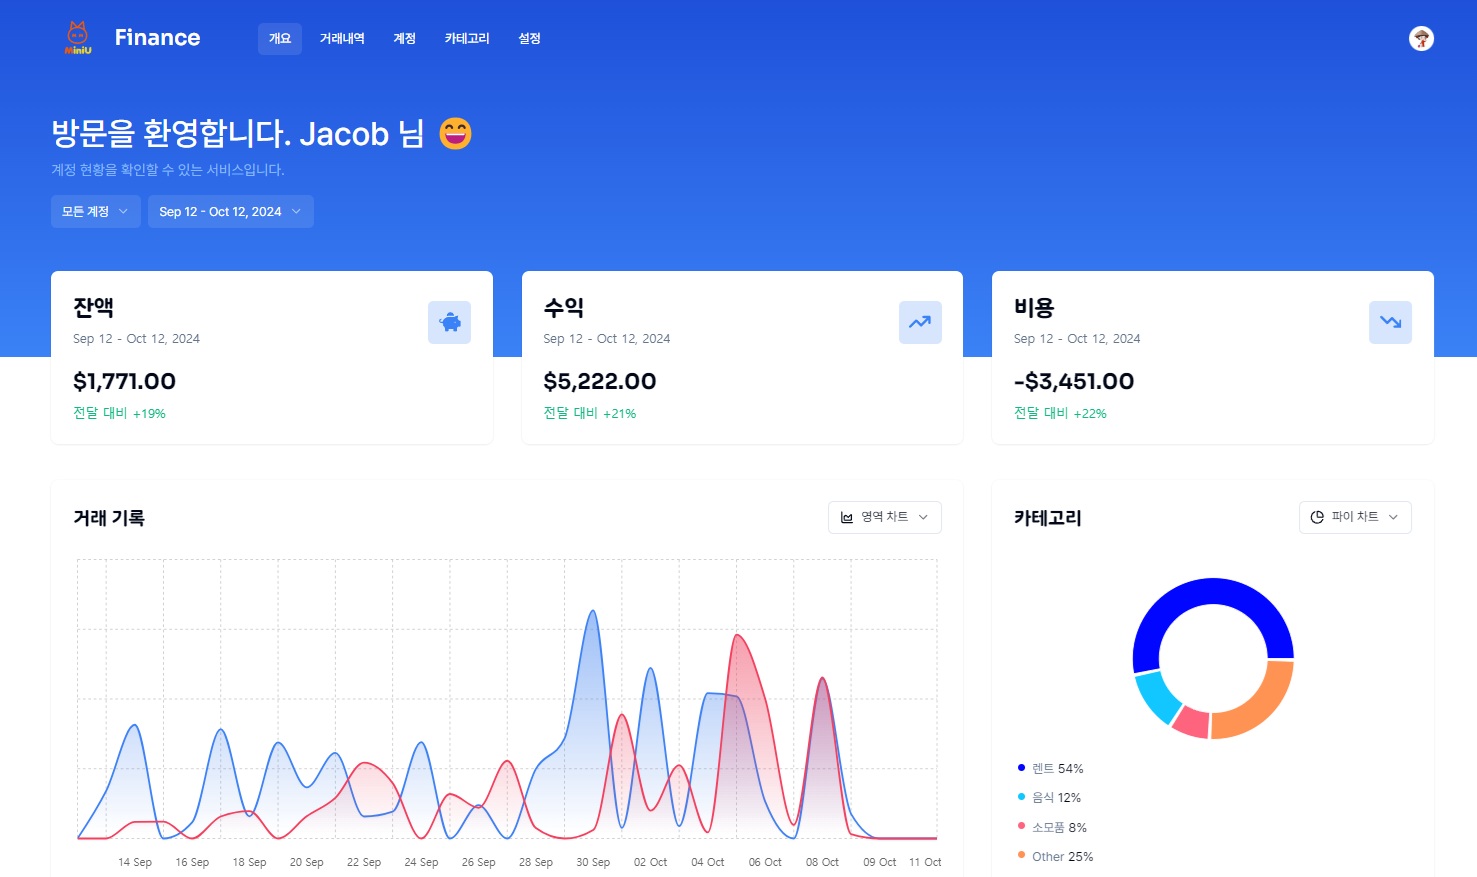 MiniU
Finance
개요
거래내역
계정
카테고리
설정
방문을 환영합니다. Jacob 님 😄
계정 현황을 확인할 수 있는 서비스입니다.
모든 계정
Sep 12 - Oct 12, 2024
잔액
Sep 12 - Oct 12, 2024
$1,771.00
전달 대비 +19%
수익
Sep 12 - Oct 12, 2024
$5,222.00
전달 대비 +21%
비용
Sep 12 - Oct 12, 2024
-$3,451.00
전달 대비 +22%
거래 기록
영역 차트
14 Sep
16 Sep
18 Sep
20 Sep
22 Sep
24 Sep
26 Sep
28 Sep
30 Sep
02 Oct
04 Oct
06 Oct
08 Oct
09 Oct
11 Oct
카테고리
파이 차트
렌트 54%
음식 12%
소모품 8%
Other 25%